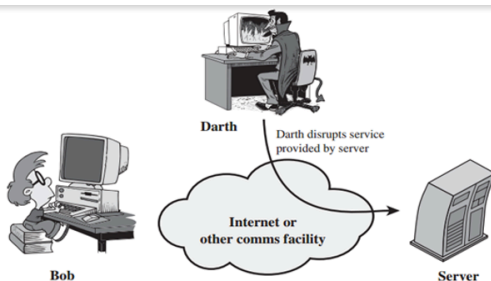 Darth
Darth disrupts service
provided by server
Internet or
other comms facility
Bob
Server